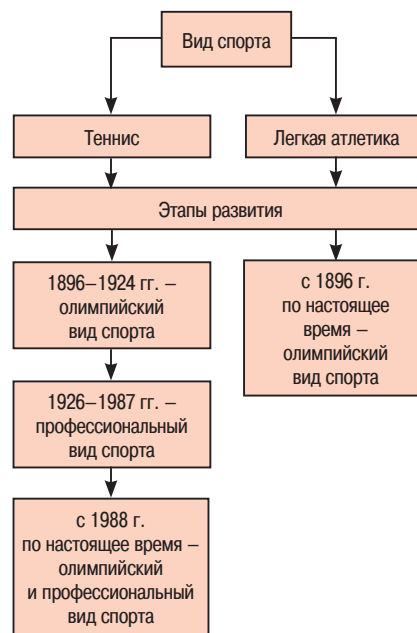 Вид спорта
Теннис
Легкая атлетика
Этапы развития
1896–1924 гг. –
олимпийский
вид спорта
с 1896 г.
по настоящее
время –
олимпийский
вид спорта
1926–1987 гг. –
профессиональный
вид спорта
с 1988 г.
по настоящее время –
олимпийский
и профессиональный
вид спорта